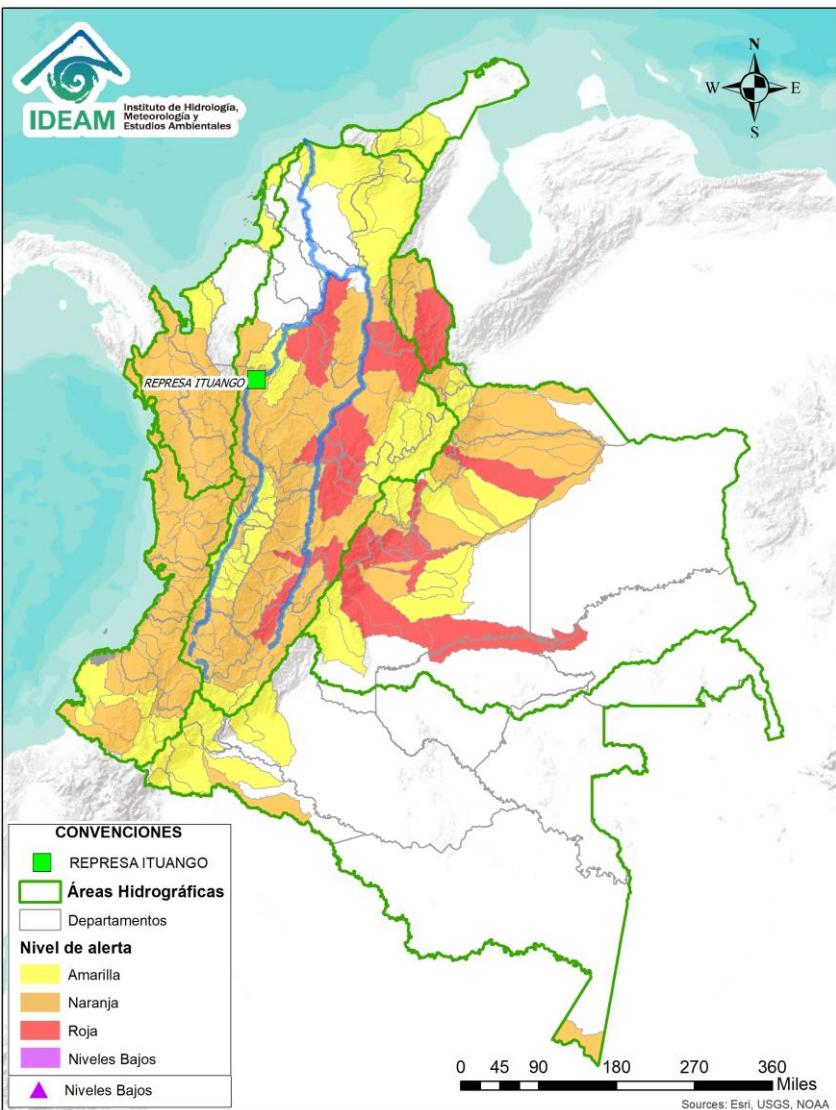 IDEAM
Instituto de Hidrología,
Meteorología y
Estudios Ambientales
N
W
E
S
REPRESA ITUANGO
CONVENCIONES
REPRESA ITUANGO
Áreas Hidrográficas
Departamentos
Nivel de alerta
Amarilla
Naranja
Roja
Niveles Bajos
Niveles Bajos
0 45 90 180 270 360
Miles
Sources: Esri, USGS, NOAA